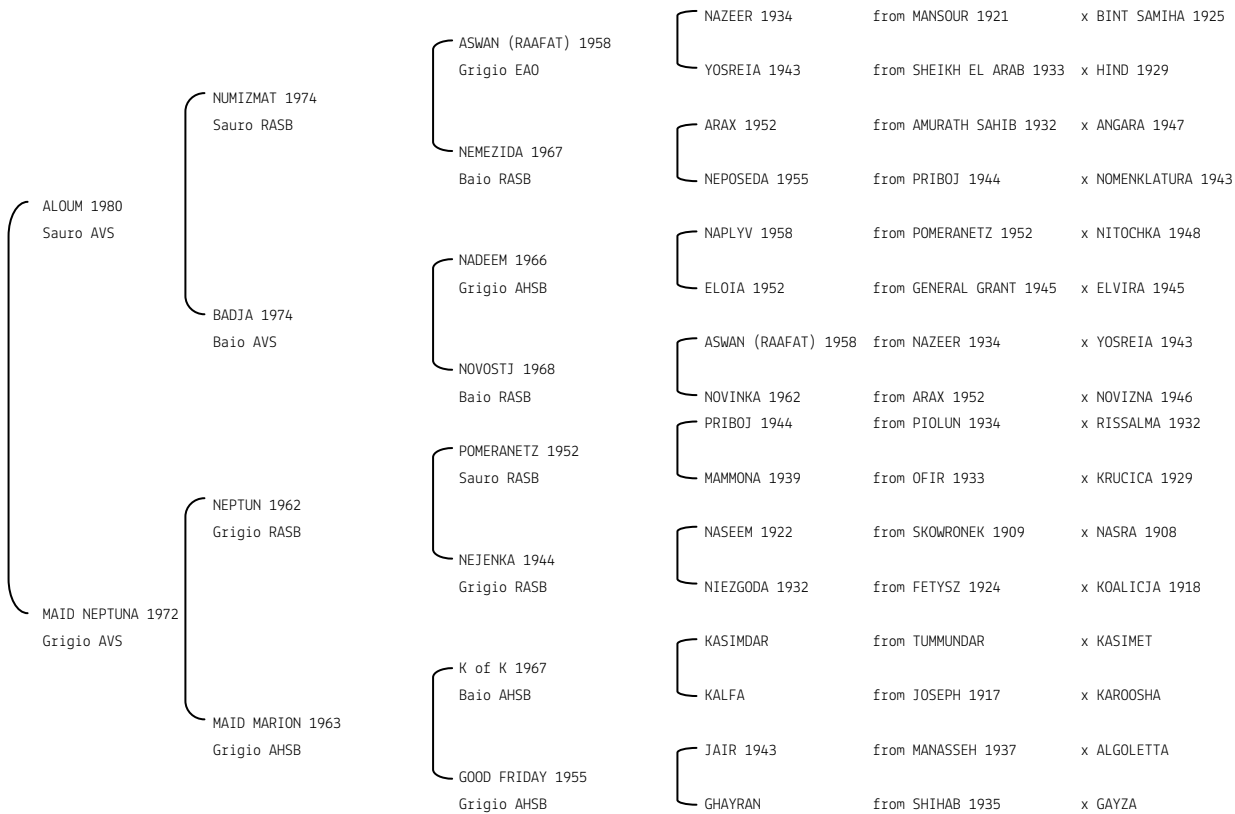 NAZEER 1934 from MANSOUR 1921 x BINT SAMIHA 1925
ASWAN (RAAFAT) 1958
Grigio EAO
YOSREIA 1943 from SHEIKH EL ARAB 1933 x HIND 1929
NUMIZMAT 1974
Sauro RASB
ARAX 1952 from AMURATH SAHIB 1932 x ANGARA 1947
NEMEZIDA 1967
Baio RASB
NEPOSEDA 1955 from PRIBOJ 1944 x NOMENKLATURA 1943
ALOUM 1980
Sauro AVS
NAPLYV 1958 from POMERANETZ 1952 x NITOCHKA 1948
NADEEM 1966
Grigio AHSB
ELOIA 1952 from GENERAL GRANT 1945 x ELVIRA 1945
BADJA 1974
Baio AVS
ASWAN (RAAFAT) 1958 from NAZEER 1934 x YOSREIA 1943
NOVOSTJ 1968
Baio RASB
NOVINKA 1962 from ARAX 1952 x NOVIZNA 1946
PRIBOJ 1944 from PIOLUN 1934 x RISSALMA 1932
POMERANETZ 1952
Sauro RASB
MAMMONA 1939 from OFIR 1933 x KRUCICA 1929
NEPTUN 1962
Grigio RASB
NASEEM 1922 from SKOWRONEK 1909 x NASRA 1908
NEJENKA 1944
Grigio RASB
NIEZGODA 1932 from FETYSZ 1924 x KOALICJA 1918
MAID NEPTUNA 1972
Grigio AVS
KASIMDAR from TUMMUNDAR x KASIMET
K of K 1967
Baio AHSB
KALFA from JOSEPH 1917 x KAROOSHA
MAID MARION 1963
Grigio AHSB
JAIR 1943 from MANASSEH 1937 x ALGOLETTA
GOOD FRIDAY 1955
Grigio AHSB
GHAYRAN from SHIHAB 1935 x GAYZA